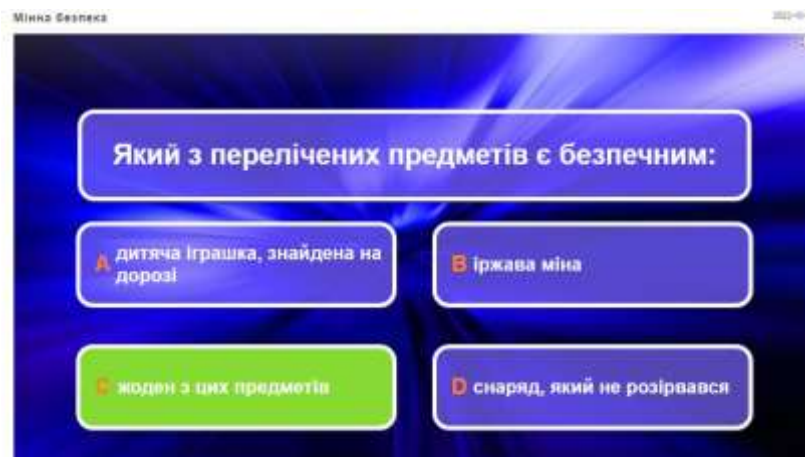 Мінна безпека
Який з перелічених предметів є безпечним:
A дитяча іграшка, знайдена на
дорозі
B іржава міна
C жоден з цих предметів
D снаряд, який не розірвався